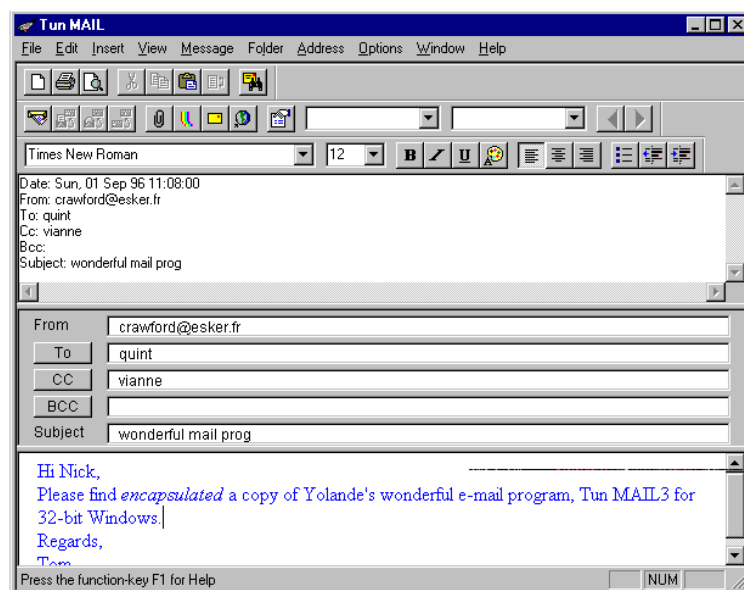 Tun MAIL
File Edit Insert View Message Folder Address Options Window Help
Times New Roman 12 B I U
Date: Sun, 01 Sep 96 11:08:00
From: crawford@esker.fr
To: quint
Cc: vianne
Bcc:
Subject: wonderful mail prog
From crawford@esker.fr
To quint
CC vianne
BCC
Subject wonderful mail prog
Hi Nick,
Please find encapsulated a copy of Yolande's wonderful e-mail program, Tun MAIL3 for
32-bit Windows.
Regards,
Tom
Press the function-key F1 for Help NUM